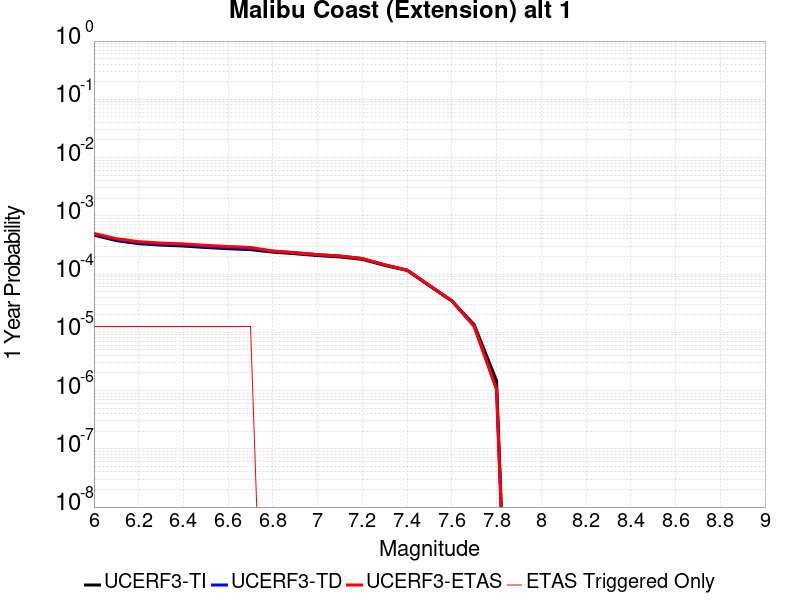 Malibu Coast (Extension) alt 1
1 Year Probability
10^0
10^-1
10^-2
10^-3
10^-4
10^-5
10^-6
10^-7
10^-8
6 6.2 6.4 6.6 6.8 7 7.2 7.4 7.6 7.8 8 8.2 8.4 8.6 8.8 9
Magnitude
UCERF3-TI UCERF3-TD UCERF3-ETAS ETAS Triggered Only